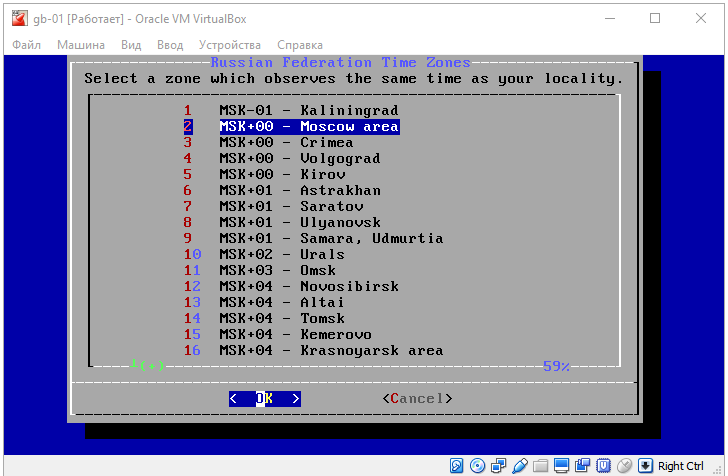 gb-01 [Работает] - Oracle VM VirtualBox
Файл Машина Вид Ввод Устройства Справка
Russian Federation Time Zones
Select a zone which observes the same time as your locality.
1 MSK-01 - Kaliningrad
2 MSK+00 - Moscow area
3 MSK+00 - Crimea
4 MSK+00 - Volgograd
5 MSK+00 - Kirov
6 MSK+01 - Astrakhan
7 MSK+01 - Saratov
8 MSK+01 - Ulyanovsk
9 MSK+01 - Samara, Udmurtia
10 MSK+02 - Urals
11 MSK+03 - Omsk
12 MSK+04 - Novosibirsk
13 MSK+04 - Altai
14 MSK+04 - Tomsk
15 MSK+04 - Kemerovo
16 MSK+04 - Krasnoyarsk area
(+) 59%
< OK > <Cancel>
Right Ctrl